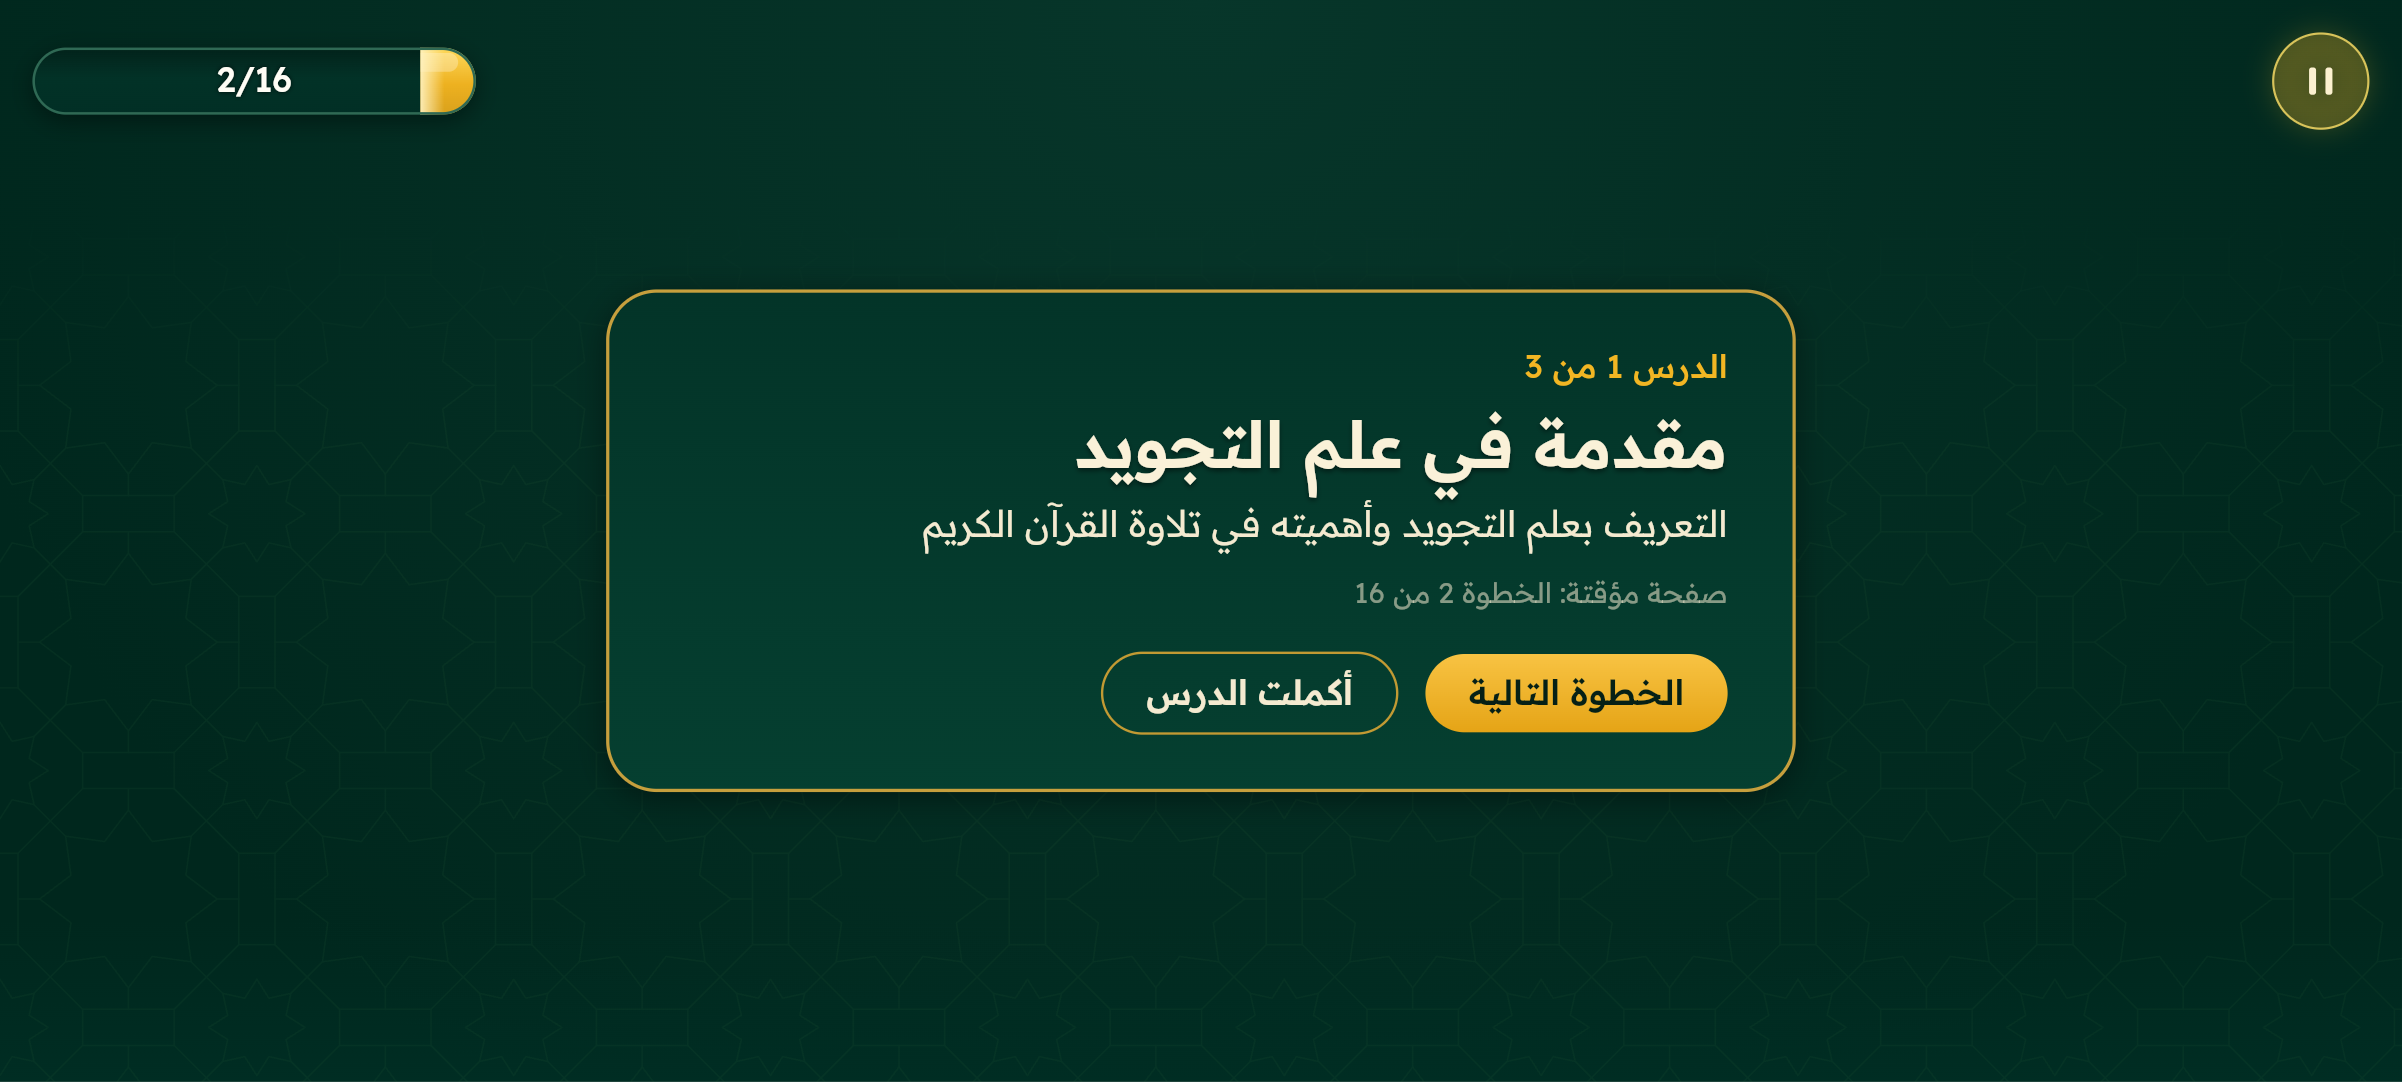 2/16
الدرس 1 من 3
مقدمة في علم التجويد
التعريف بعلم التجويد وأهميته في تلاوة القرآن الكريم
صفحة مؤقتة: الخطوة 2 من 16
الخطوة التالية
أكملت الدرس